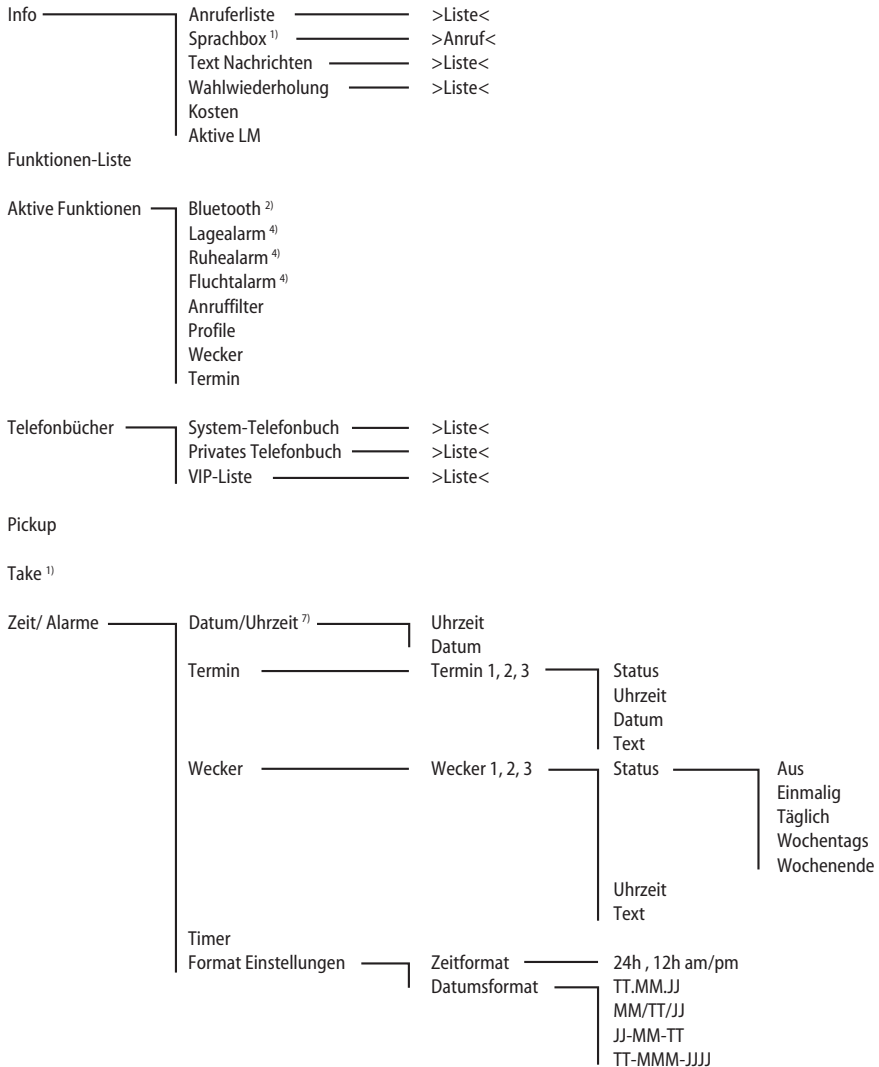 Info Anruferliste >Liste<
Sprachbox 1) >Anruf<
Text Nachrichten >Liste<
Wahlwiederholung >Liste<
Kosten
Aktive LM
Funktionen-Liste
Aktive Funktionen Bluetooth 2)
Lagealarm 4)
Ruhealarm 4)
Fluchtalarm 4)
Anruffilter
Profile
Wecker
Termin
Telefonbücher System-Telefonbuch >Liste<
Privates Telefonbuch >Liste<
VIP-Liste >Liste<
Pickup
Take 1)
Zeit/ Alarme Datum/Uhrzeit 7) Uhrzeit
Datum
Termin Termin 1, 2, 3 Status
Uhrzeit
Datum
Text
Wecker Wecker 1, 2, 3 Status Aus
Einmalig
Täglich
Wochentags
Wochenende
Uhrzeit
Text
Timer
Format Einstellungen Zeitformat 24h , 12h am/pm
Datumsformat TT.MM.JJ
MM/TT/JJ
JJ-MM-TT
TT-MMM-JJJJ